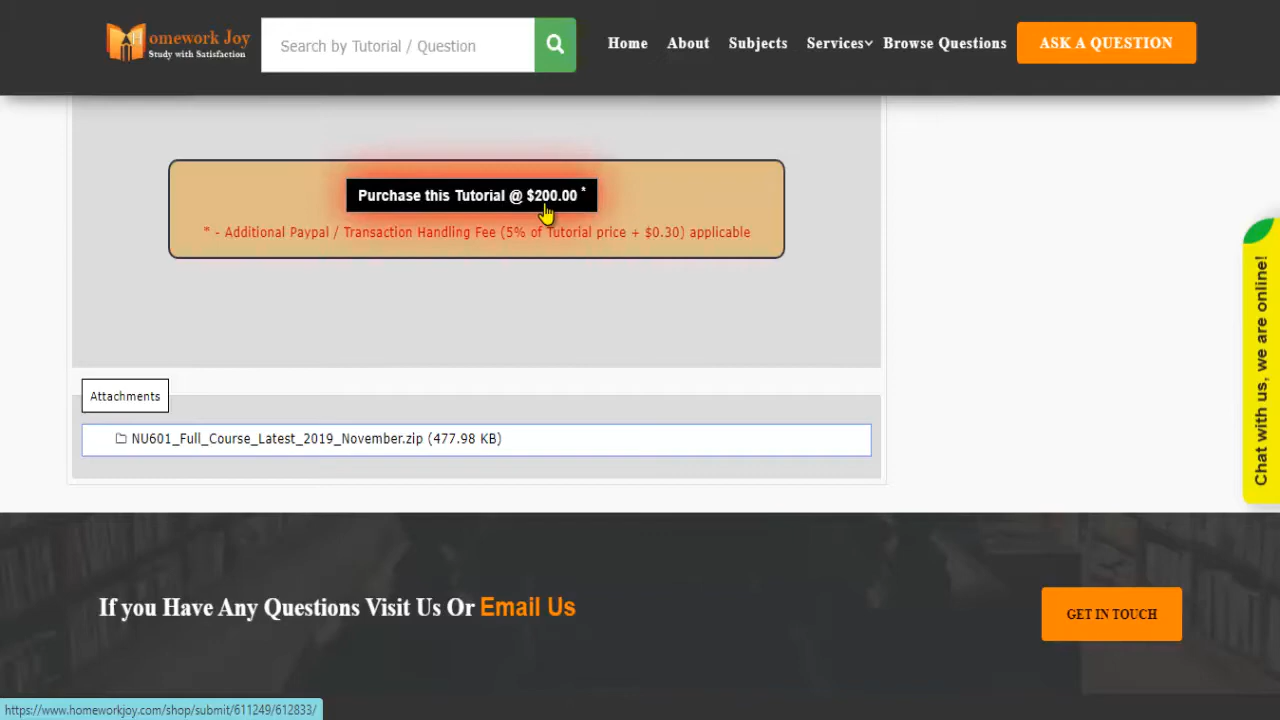 Homework Joy
Study with Satisfaction
Search by Tutorial / Question
Home
About
Subjects
Services
Browse Questions
ASK A QUESTION
Purchase this Tutorial @ $200.00 *
* - Additional Paypal / Transaction Handling Fee (5% of Tutorial price + $0.30) applicable
Chat with us, we are online!
Attachments
NU601_Full_Course_Latest_2019_November.zip (477.98 KB)
If you Have Any Questions Visit Us Or Email Us
GET IN TOUCH
https://www.homeworkjoy.com/shop/submit/611249/612833/